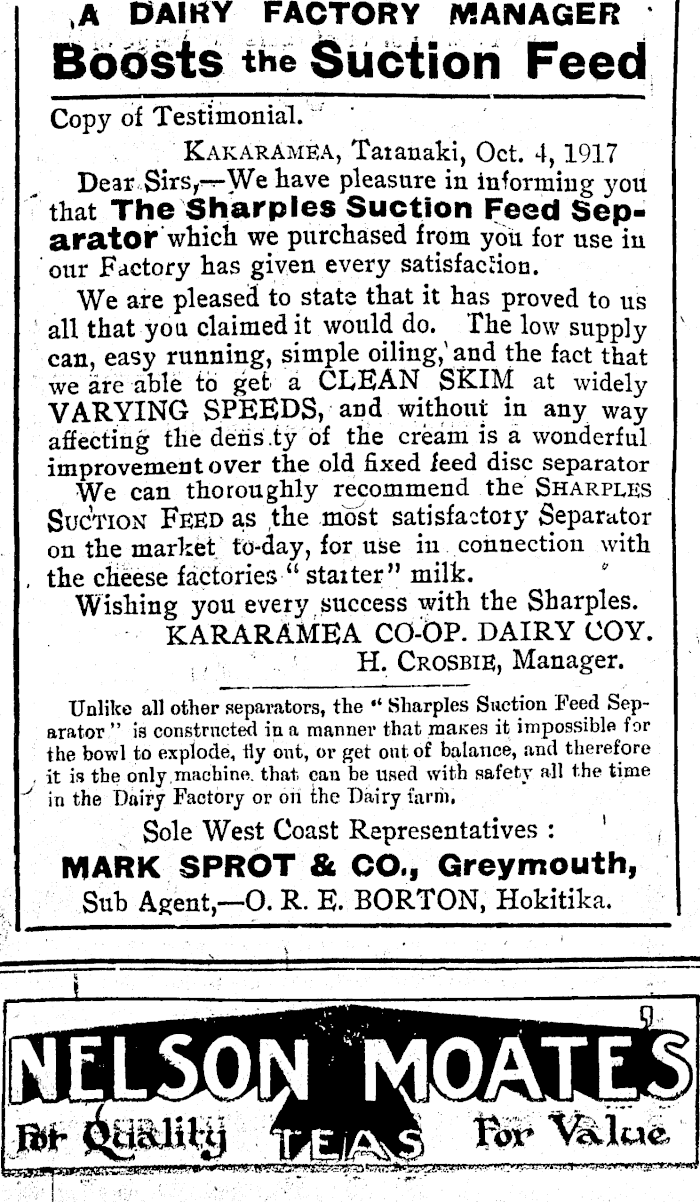 A DAIRY FACTORY MANAGER
Boosts the Suction Feed
Copy of Testimonial.
KAKARAMEA, Taranaki, Oct. 4, 1917
Dear Sirs,—We have pleasure in informing you
that The Sharples Suction Feed Sep-
arator which we purchased from you for use in
our Factory has given every satisfaction.
We are pleased to state that it has proved to us
all that you claimed it would do. The low supply
can, easy running, simple oiling, and the fact that
we are able to get a CLEAN SKIM at widely
VARYING SPEEDS, and without in any way
affecting the dens.ty of the cream is a wonderful
improvement over the old fixed feed disc separator
We can thoroughly recommend the SHARPLES
SUCTION FEED as the most satisfactory Separator
on the market to-day, for use in connection with
the cheese factories “starter” milk.
Wishing you every success with the Sharples.
KARARAMEA CO-OP. DAIRY COY.
H. CROSBIE, Manager.
Unlike all other separators, the “Sharples Suction Feed Sep-
arator” is constructed in a manner that makes it impossible for
the bowl to explode, fly out, or get out of balance, and therefore
it is the only machine that can be used with safety all the time
in the Dairy Factory or on the Dairy farm.
Sole West Coast Representatives :
MARK SPROT & CO., Greymouth,
Sub Agent,—O. R. E. BORTON, Hokitika.
NELSON MOATES
For Quality TEAS For Value